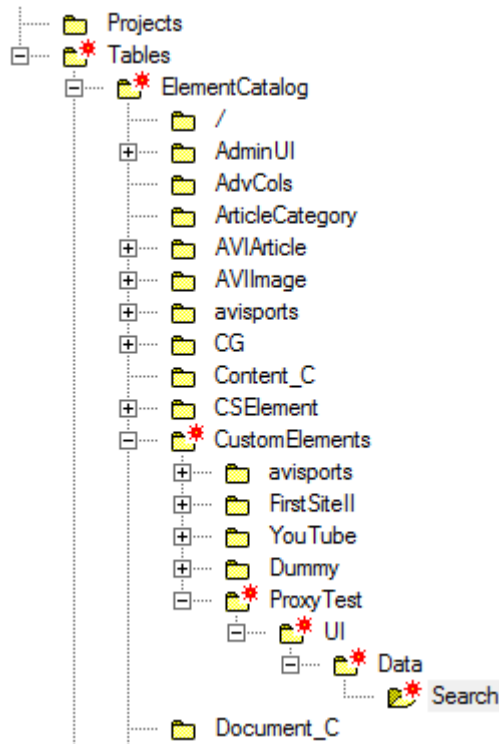 Projects
Tables
ElementCatalog
/
AdminUI
AdvCols
ArticleCategory
AVIArticle
AVIImage
avisports
CG
Content_C
CSElement
CustomElements
avisports
FirstSiteII
YouTube
Dummy
ProxyTest
UI
Data
Search
Document_C